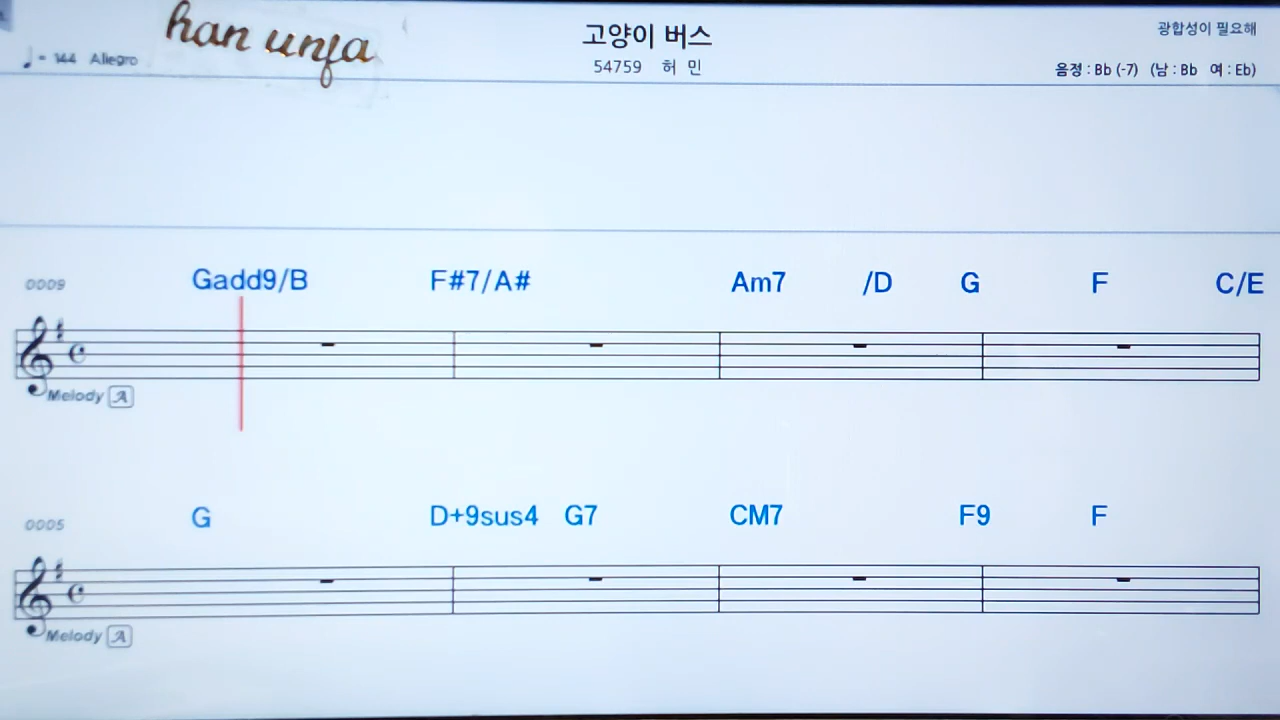 han unfa
고양이 버스
광합성이 필요해
♩= 144 Allegro
54759 허 민
음정 : Bb (-7) (남 : Bb 여 : Eb)
0009 Gadd9/B F#7/A# Am7 /D G F C/E
Melody A
0005 G D+9sus4 G7 CM7 F9 F
Melody A